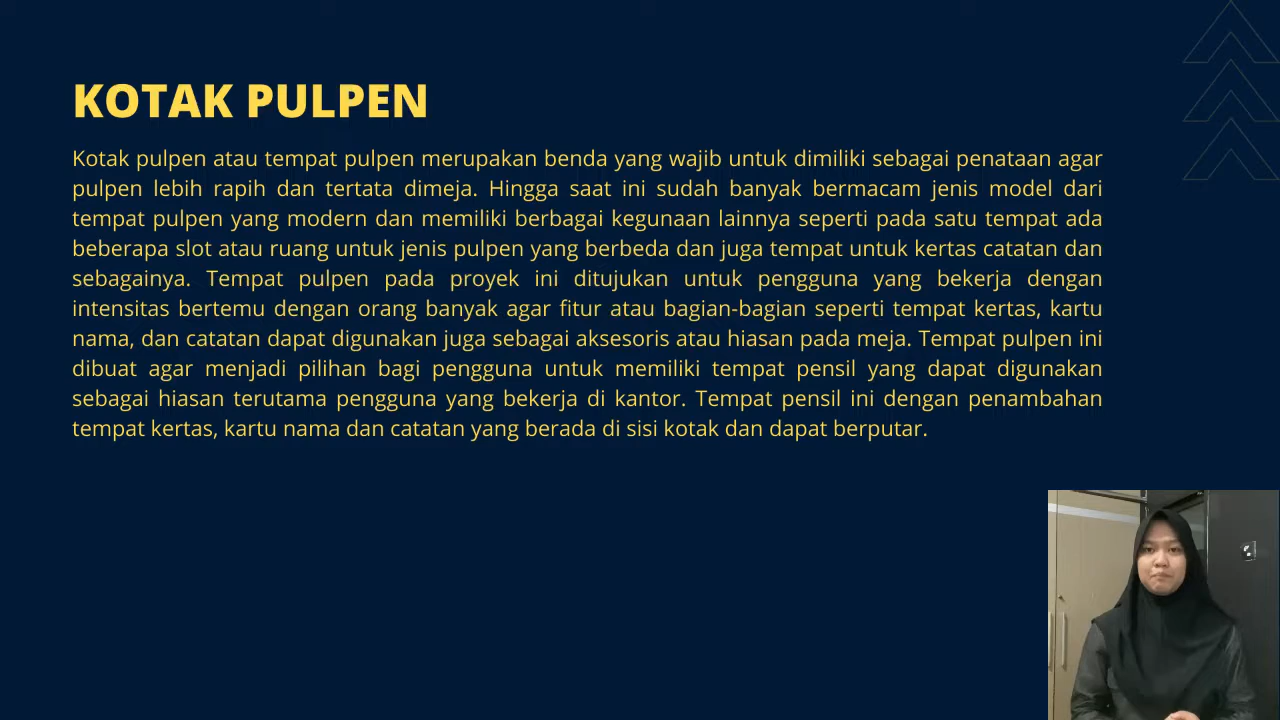 KOTAK PULPEN
Kotak pulpen atau tempat pulpen merupakan benda yang wajib untuk dimiliki sebagai penataan agar
pulpen lebih rapih dan tertata dimeja. Hingga saat ini sudah banyak bermacam jenis model dari
tempat pulpen yang modern dan memiliki berbagai kegunaan lainnya seperti pada satu tempat ada
beberapa slot atau ruang untuk jenis pulpen yang berbeda dan juga tempat untuk kertas catatan dan
sebagainya. Tempat pulpen pada proyek ini ditujukan untuk pengguna yang bekerja dengan
intensitas bertemu dengan orang banyak agar fitur atau bagian-bagian seperti tempat kertas, kartu
nama, dan catatan dapat digunakan juga sebagai aksesoris atau hiasan pada meja. Tempat pulpen ini
dibuat agar menjadi pilihan bagi pengguna untuk memiliki tempat pensil yang dapat digunakan
sebagai hiasan terutama pengguna yang bekerja di kantor. Tempat pensil ini dengan penambahan
tempat kertas, kartu nama dan catatan yang berada di sisi kotak dan dapat berputar.